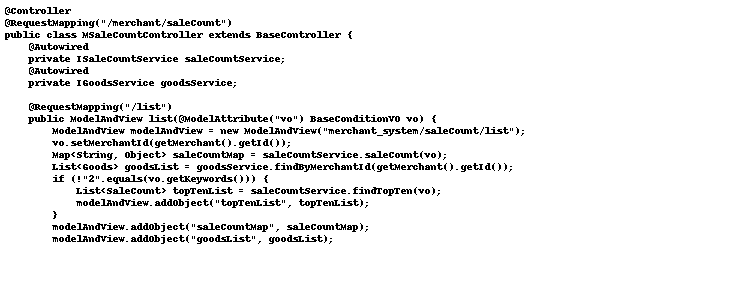 @Controller
@RequestMapping("/merchant/saleCount")
public class MSaleCountController extends BaseController {
@Autowired
private ISaleCountService saleCountService;
@Autowired
private IGoodsService goodsService;
@RequestMapping("/list")
public ModelAndView list(@ModelAttribute("vo") BaseConditionVO vo) {
ModelAndView modelAndView = new ModelAndView("merchant_system/saleCount/list");
vo.setMerchantId(getMerchant().getId());
Map<String, Object> saleCountMap = saleCountService.saleCount(vo);
List<Goods> goodsList = goodsService.findByMerchantId(getMerchant().getId());
if (!"2".equals(vo.getKeywords())) {
List<SaleCount> topTenList = saleCountService.findTopTen(vo);
modelAndView.addObject("topTenList", topTenList);
}
modelAndView.addObject("saleCountMap", saleCountMap);
modelAndView.addObject("goodsList", goodsList);